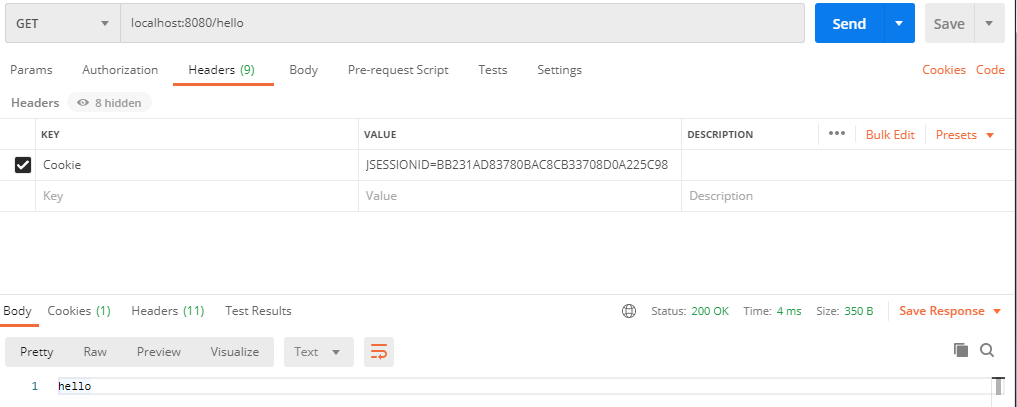 GET localhost:8080/hello Send Save
Params Authorization Headers (9) Body Pre-request Script Tests Settings Cookies Code
Headers 8 hidden
KEY VALUE DESCRIPTION ••• Bulk Edit Presets
Cookie JSESSIONID=BB231AD83780BAC8CB33708D0A225C98
Key Value Description
Body Cookies (1) Headers (11) Test Results Status: 200 OK Time: 4 ms Size: 350 B Save Response
Pretty Raw Preview Visualize Text
1 hello